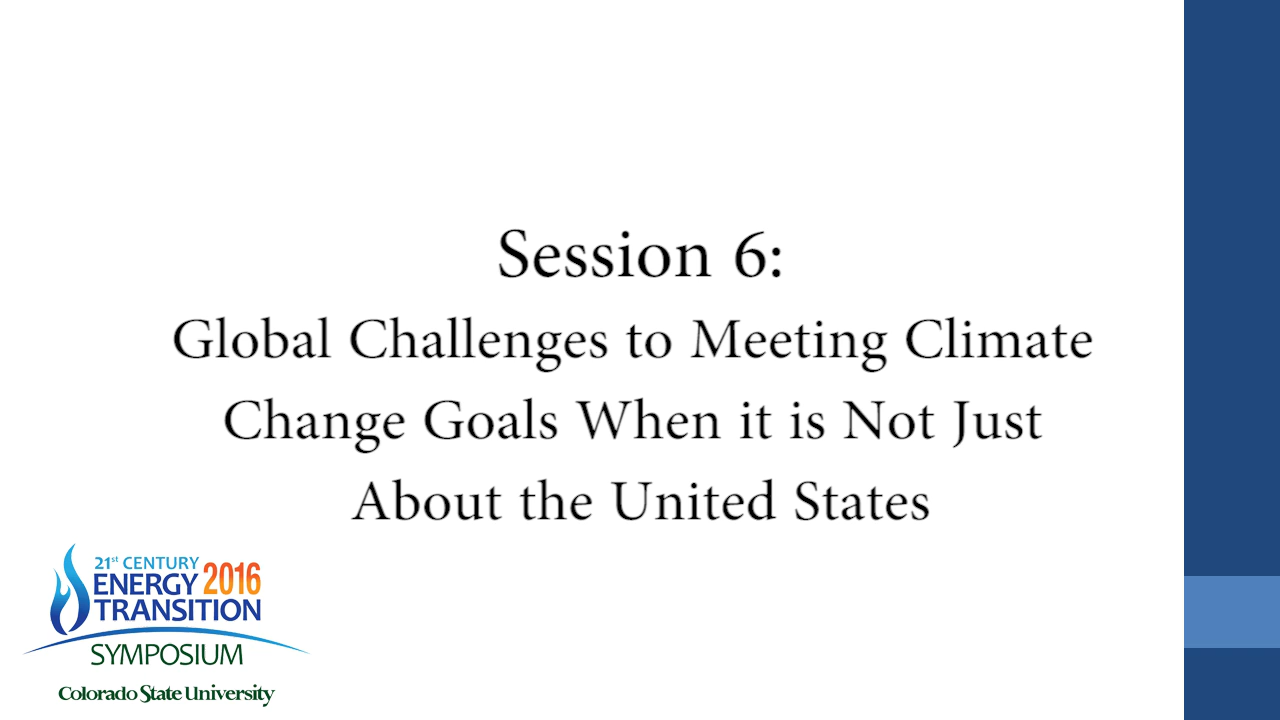 Session 6:
Global Challenges to Meeting Climate
Change Goals When it is Not Just
About the United States
21st CENTURY
ENERGY 2016
TRANSITION
SYMPOSIUM
Colorado State University